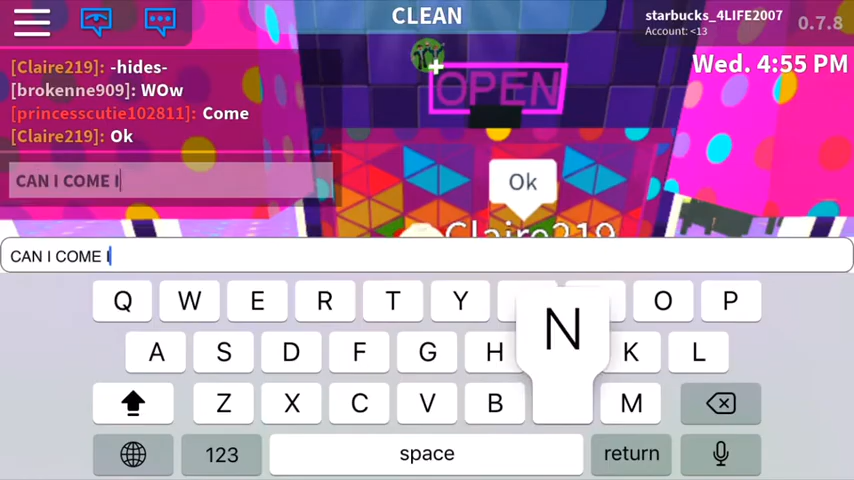 CLEAN
starbucks_4LIFE2007
Account: <13
0.7.8
Wed. 4:55 PM
[Claire219]: -hides-
[brokenne909]: WOw
[princesscutie102811]: Come
[Claire219]: Ok
CAN I COME I
OPEN
Ok
Claire219
CAN I COME I
Q W E R T Y O P
A S D F G H N K L
Z X C V B M
123 space return